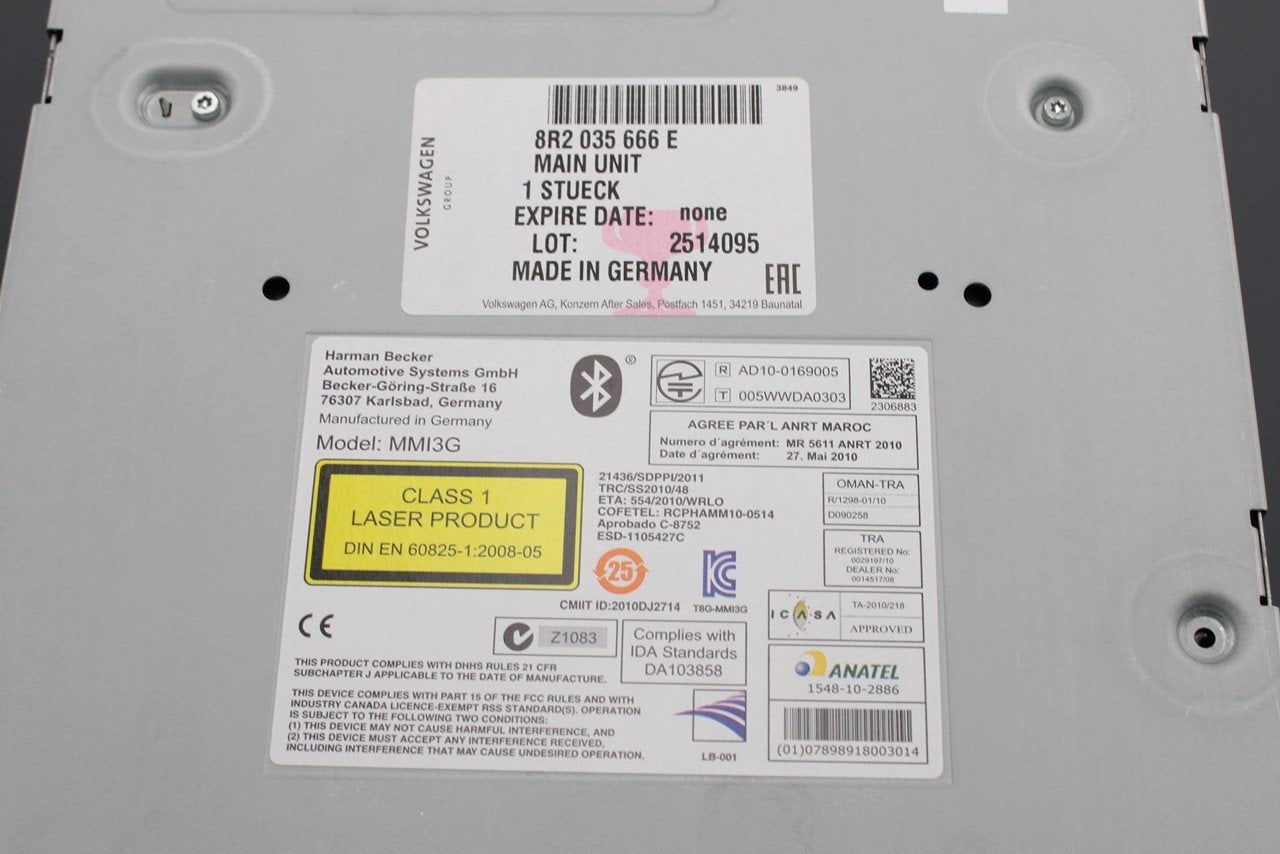 3849
8R2 035 666 E
MAIN UNIT
1 STUECK
EXPIRE DATE: none
LOT: 2514095
MADE IN GERMANY
EAC
VOLKSWAGEN
GROUP
Volkswagen AG, Konzern After Sales, Postfach 1451, 34219 Baunatal
Harman Becker
Automotive Systems GmbH
Becker-Göring-Straße 16
76307 Karlsbad, Germany
Manufactured in Germany
Model: MMI3G
®
R AD10-0169005
T 005WWDA0303
2306883
AGREE PAR´L ANRT MAROC
Numero d´agrément: MR 5611 ANRT 2010
Date d´agrément: 27. Mai 2010
CLASS 1
LASER PRODUCT
DIN EN 60825-1:2008-05
21436/SDPPI/2011
TRC/SS2010/48
ETA: 554/2010/WRLO
COFETEL: RCPHAMM10-0514
Aprobado C-8752
ESD-1105427C
OMAN-TRA
R/1298-01/10
D090258
TRA
REGISTERED No:
0029197/10
DEALER No:
0014517/08
25
CMIIT ID:2010DJ2714
T8G-MMI3G
ICASA
TA-2010/218
APPROVED
CE
Z1083
Complies with
IDA Standards
DA103858
ANATEL
1548-10-2886
(01)07898918003014
THIS PRODUCT COMPLIES WITH DHHS RULES 21 CFR
SUBCHAPTER J APPLICABLE TO THE DATE OF MANUFACTURE.
THIS DEVICE COMPLIES WITH PART 15 OF THE FCC RULES AND WITH
INDUSTRY CANADA LICENCE-EXEMPT RSS STANDARD(S). OPERATION
IS SUBJECT TO THE FOLLOWING TWO CONDITIONS:
(1) THIS DEVICE MAY NOT CAUSE HARMFUL INTERFERENCE, AND
(2) THIS DEVICE MUST ACCEPT ANY INTERFERENCE RECEIVED,
INCLUDING INTERFERENCE THAT MAY CAUSE UNDESIRED OPERATION.
LB-001